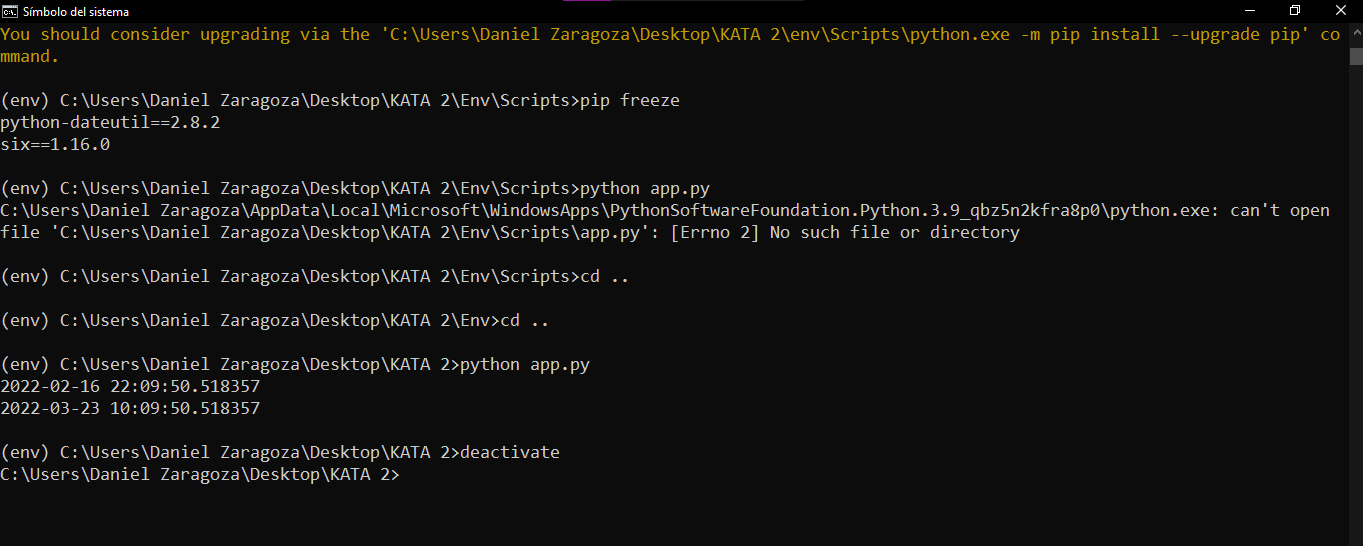 Símbolo del sistema
You should consider upgrading via the 'C:\Users\Daniel Zaragoza\Desktop\KATA 2\env\Scripts\python.exe -m pip install --upgrade pip' co
mmand.
(env) C:\Users\Daniel Zaragoza\Desktop\KATA 2\Env\Scripts>pip freeze
python-dateutil==2.8.2
six==1.16.0
(env) C:\Users\Daniel Zaragoza\Desktop\KATA 2\Env\Scripts>python app.py
C:\Users\Daniel Zaragoza\AppData\Local\Microsoft\WindowsApps\PythonSoftwareFoundation.Python.3.9_qbz5n2kfra8p0\python.exe: can't open
file 'C:\Users\Daniel Zaragoza\Desktop\KATA 2\Env\Scripts\app.py': [Errno 2] No such file or directory
(env) C:\Users\Daniel Zaragoza\Desktop\KATA 2\Env\Scripts>cd ..
(env) C:\Users\Daniel Zaragoza\Desktop\KATA 2\Env>cd ..
(env) C:\Users\Daniel Zaragoza\Desktop\KATA 2>python app.py
2022-02-16 22:09:50.518357
2022-03-23 10:09:50.518357
(env) C:\Users\Daniel Zaragoza\Desktop\KATA 2>deactivate
C:\Users\Daniel Zaragoza\Desktop\KATA 2>